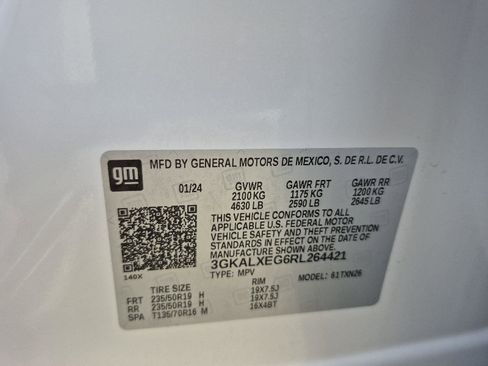 gm MFD BY GENERAL MOTORS DE MEXICO, S. DE R.L. DE C.V.
01/24 GVWR GAWR FRT GAWR RR
2100 KG 1175 KG 1200 KG
4630 LB 2590 LB 2645 LB
THIS VEHICLE CONFORMS TO ALL
APPLICABLE U.S. FEDERAL MOTOR
VEHICLE SAFETY STANDARDS IN
EFFECT ON THE DATE OF
MANUFACTURE SHOWN ABOVE.
3GKALXEG6RL264421
140X TYPE: MPV MODEL: 61TXN26
TIRE SIZE RIM
FRT 235/50R19 H 19X7.5J
RR 235/50R19 H 19X7.5J
SPA T135/70R16 M 16X4BT